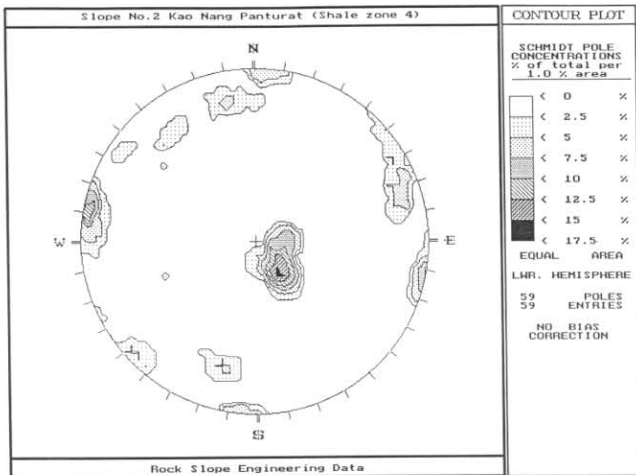 Slope No.2 Kao Nang Panturat (Shale zone 4)
N
W
E
S
Rock Slope Engineering Data
CONTOUR PLOT
SCHMIDT POLE
CONCENTRATIONS
% of total per
1.0 % area
< 0 %
< 2.5 %
< 5 %
< 7.5 %
< 10 %
< 12.5 %
< 15 %
< 17.5 %
EQUAL AREA
LWR. HEMISPHERE
59 POLES
59 ENTRIES
NO BIAS
CORRECTION